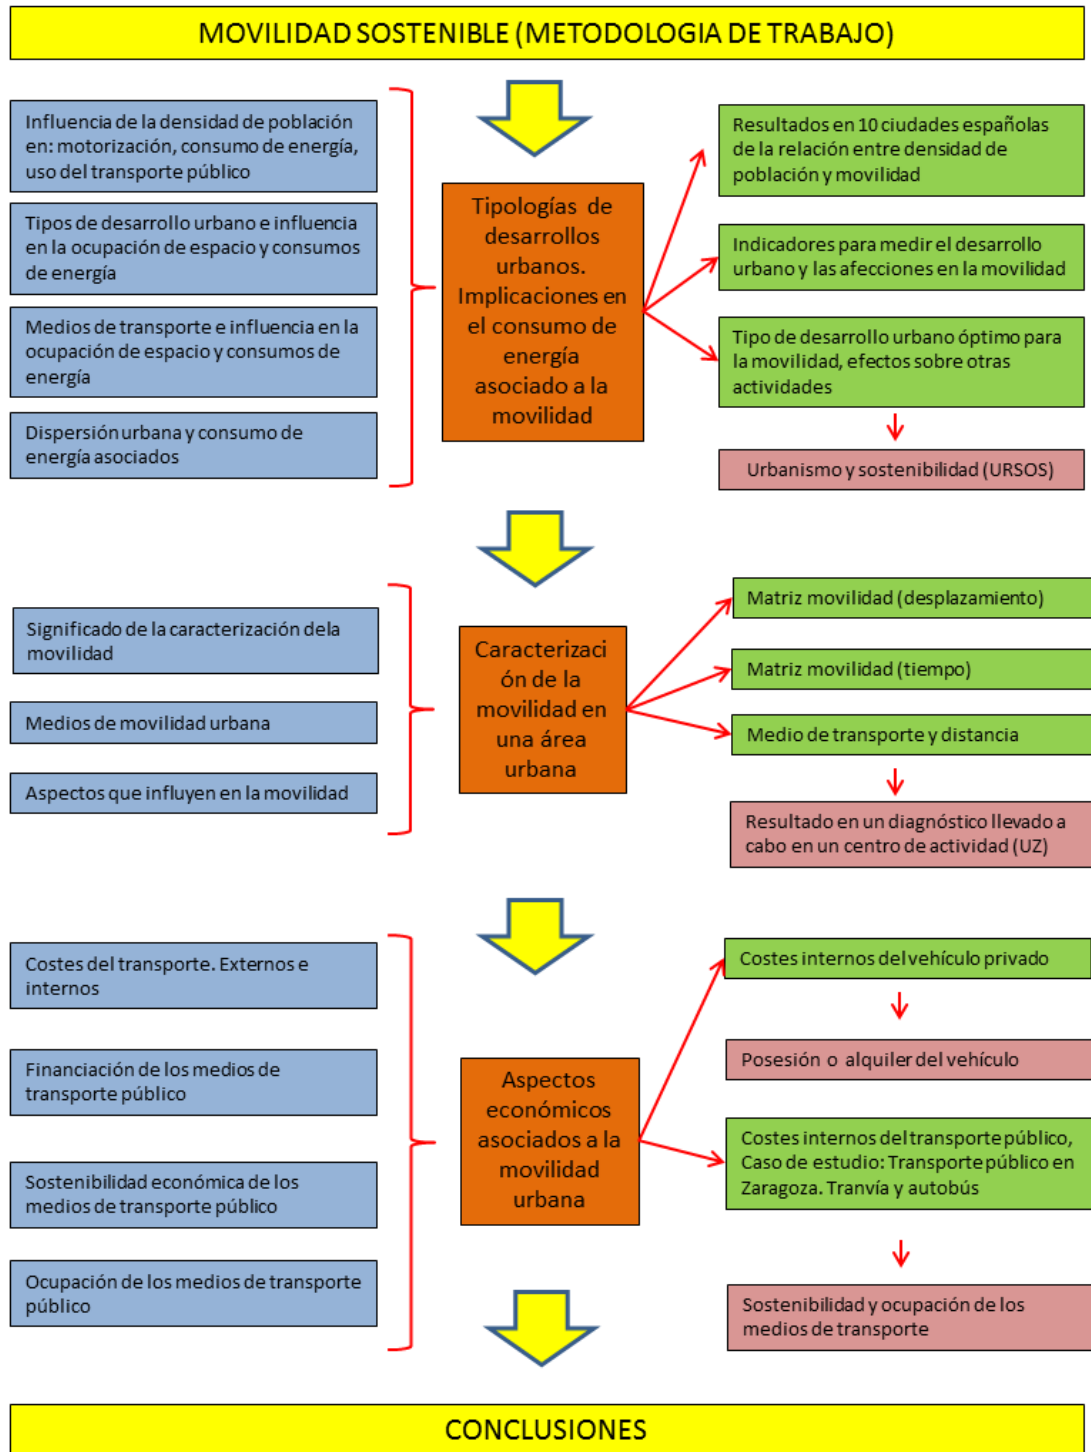 MOVILIDAD SOSTENIBLE (METODOLOGIA DE TRABAJO)
Influencia de la densidad de población
en: motorización, consumo de energía,
uso del transporte público
Tipos de desarrollo urbano e influencia
en la ocupación de espacio y consumos
de energía
Medios de transporte e influencia en la
ocupación de espacio y consumos de
energía
Dispersión urbana y consumo de
energía asociados
Tipologías de
desarrollos
urbanos.
Implicaciones en
el consumo de
energía
asociado a la
movilidad
Resultados en 10 ciudades españolas
de la relación entre densidad de
población y movilidad
Indicadores para medir el desarrollo
urbano y las afecciones en la movilidad
Tipo de desarrollo urbano óptimo para
la movilidad, efectos sobre otras
actividades
Urbanismo y sostenibilidad (URSOS)
Significado de la caracterización dela
movilidad
Medios de movilidad urbana
Aspectos que influyen en la movilidad
Caracterizaci
ón de la
movilidad en
una área
urbana
Matriz movilidad (desplazamiento)
Matriz movilidad (tiempo)
Medio de transporte y distancia
Resultado en un diagnóstico llevado a
cabo en un centro de actividad (UZ)
Costes del transporte. Externos e
internos
Financiación de los medios de
transporte público
Sostenibilidad económica de los
medios de transporte público
Ocupación de los medios de transporte
público
Aspectos
económicos
asociados a la
movilidad
urbana
Costes internos del vehículo privado
Posesión o alquiler del vehículo
Costes internos del transporte público,
Caso de estudio: Transporte público en
Zaragoza. Tranvía y autobús
Sostenibilidad y ocupación de los
medios de transporte
CONCLUSIONES